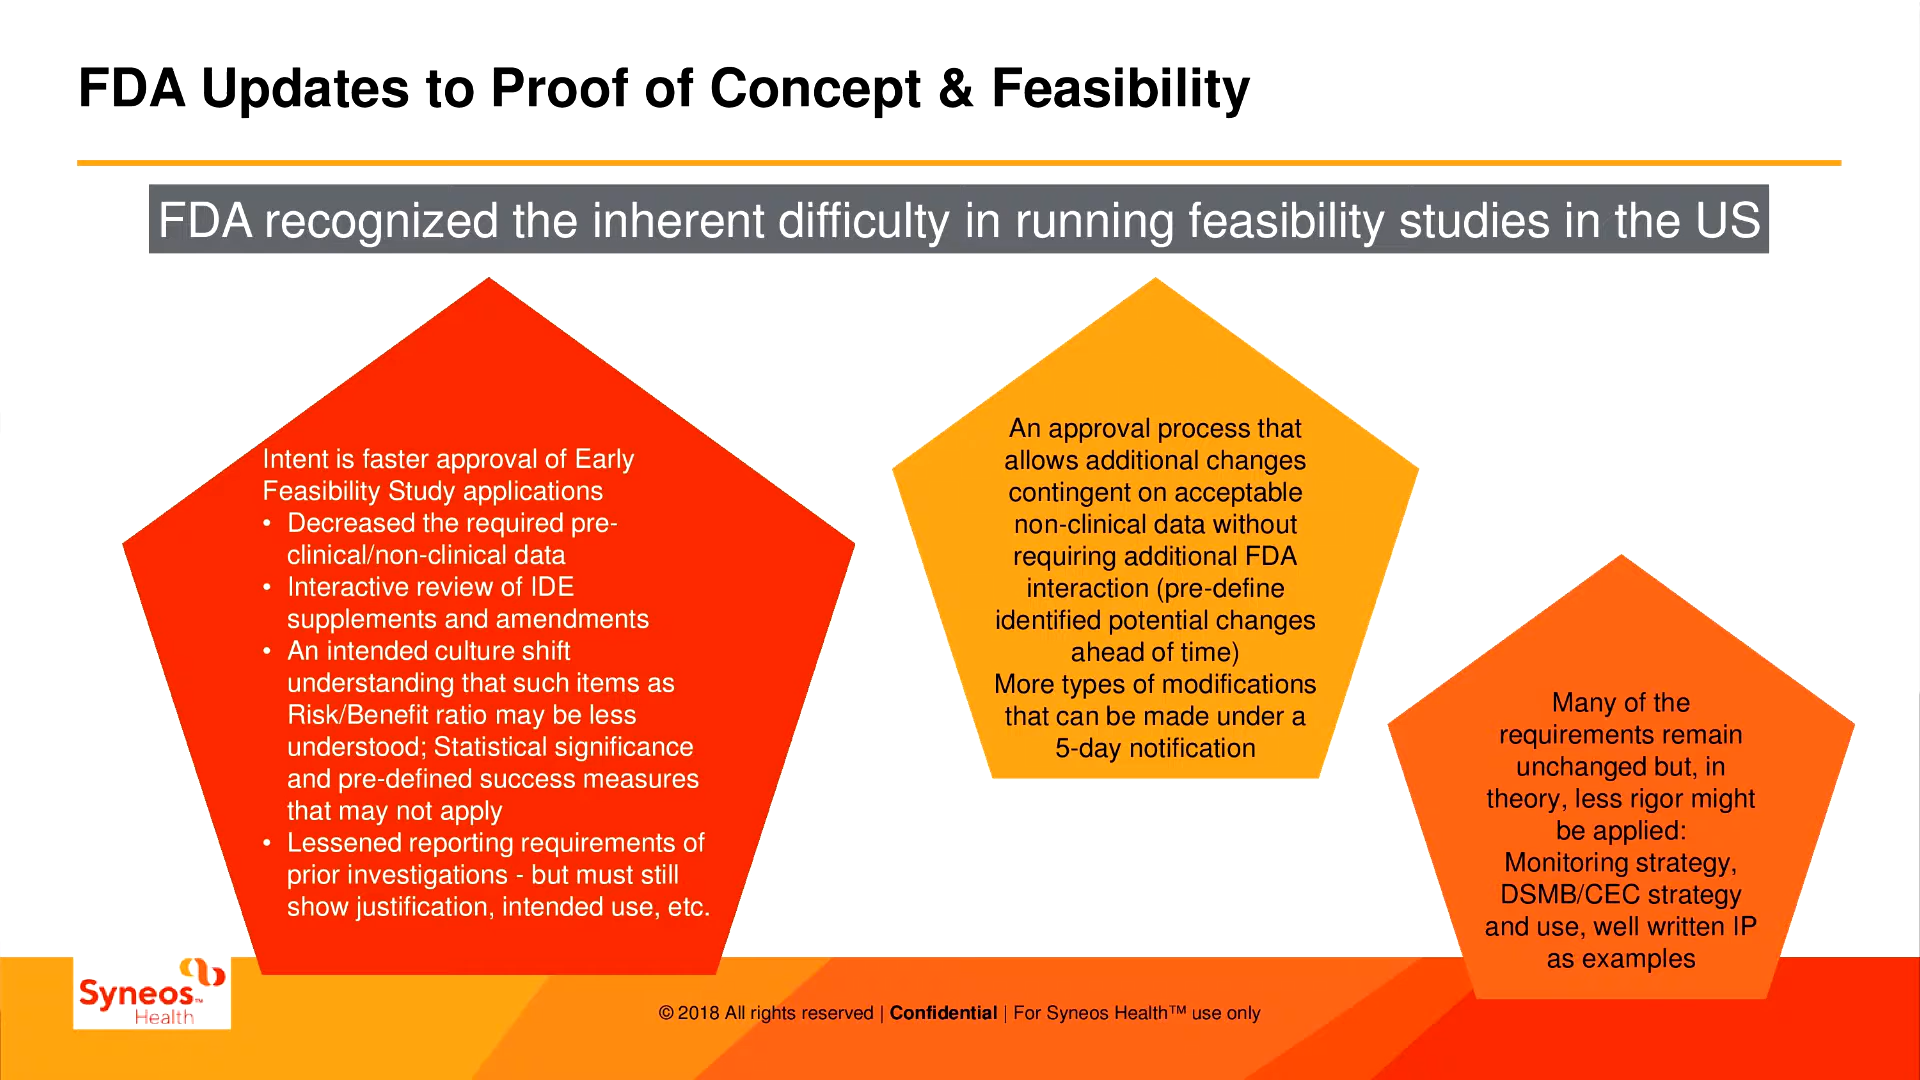 FDA Updates to Proof of Concept & Feasibility
FDA recognized the inherent difficulty in running feasibility studies in the US
Intent is faster approval of Early
Feasibility Study applications
• Decreased the required pre-
clinical/non-clinical data
• Interactive review of IDE
supplements and amendments
• An intended culture shift
understanding that such items as
Risk/Benefit ratio may be less
understood; Statistical significance
and pre-defined success measures
that may not apply
• Lessened reporting requirements of
prior investigations - but must still
show justification, intended use, etc.
An approval process that
allows additional changes
contingent on acceptable
non-clinical data without
requiring additional FDA
interaction (pre-define
identified potential changes
ahead of time)
More types of modifications
that can be made under a
5-day notification
Many of the
requirements remain
unchanged but, in
theory, less rigor might
be applied:
Monitoring strategy,
DSMB/CEC strategy
and use, well written IP
as examples
Syneos™
Health
© 2018 All rights reserved | Confidential | For Syneos Health™ use only